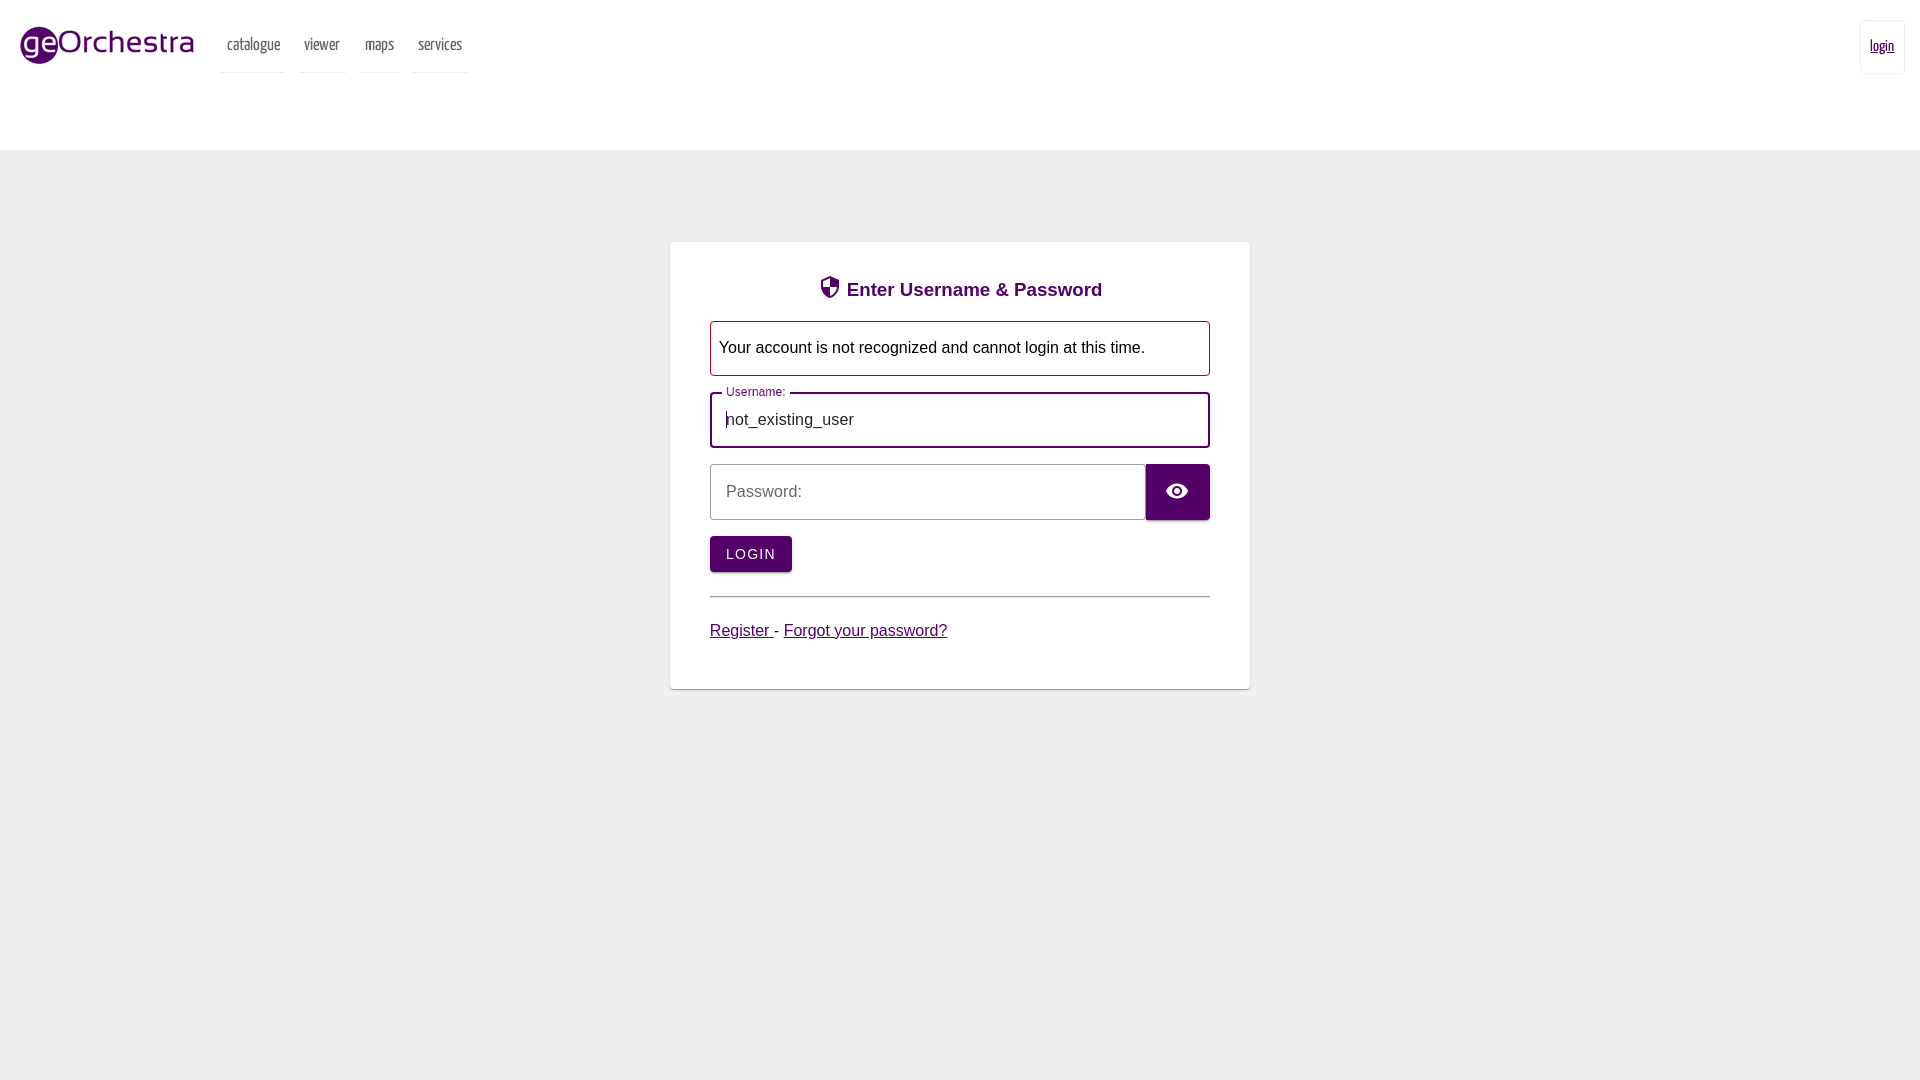 geOrchestra
catalogue
viewer
maps
services
login
Enter Username & Password
Your account is not recognized and cannot login at this time.
Username:
not_existing_user
Password:
LOGIN
Register - Forgot your password?